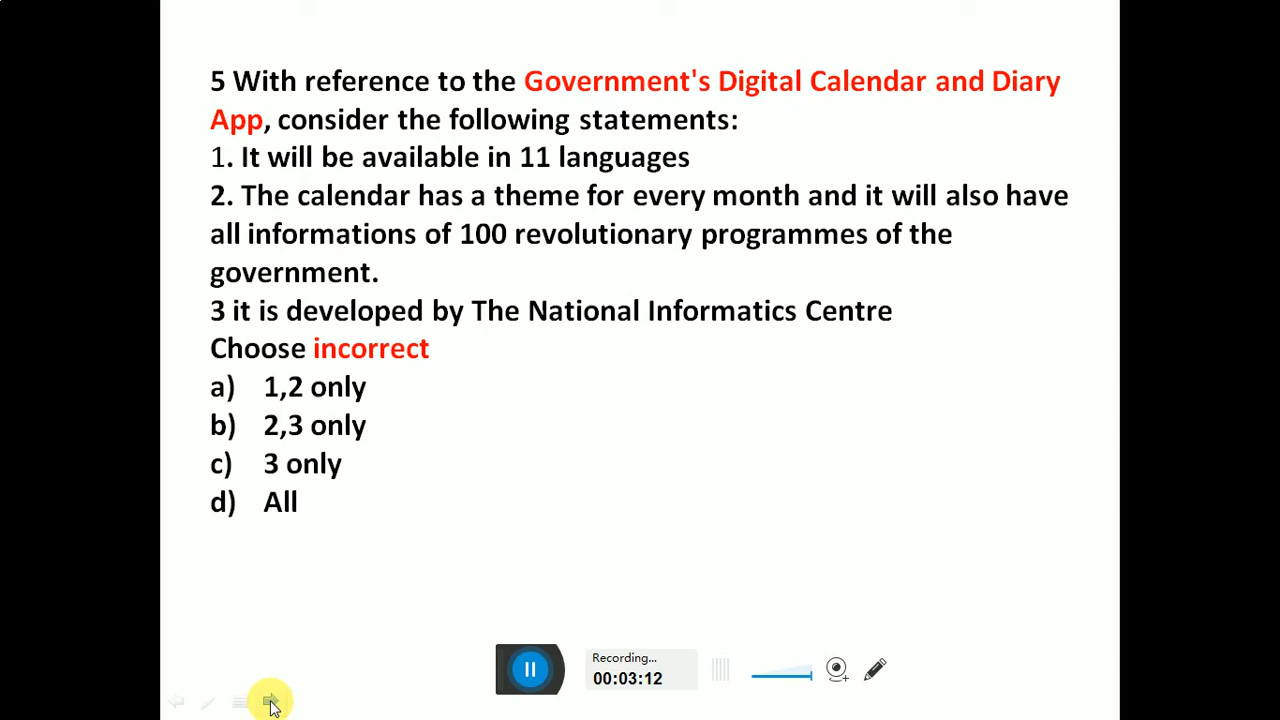 5 With reference to the Government's Digital Calendar and Diary
App, consider the following statements:
1. It will be available in 11 languages
2. The calendar has a theme for every month and it will also have
all informations of 100 revolutionary programmes of the
government.
3 it is developed by The National Informatics Centre
Choose incorrect
a) 1,2 only
b) 2,3 only
c) 3 only
d) All
Recording...
00:03:12